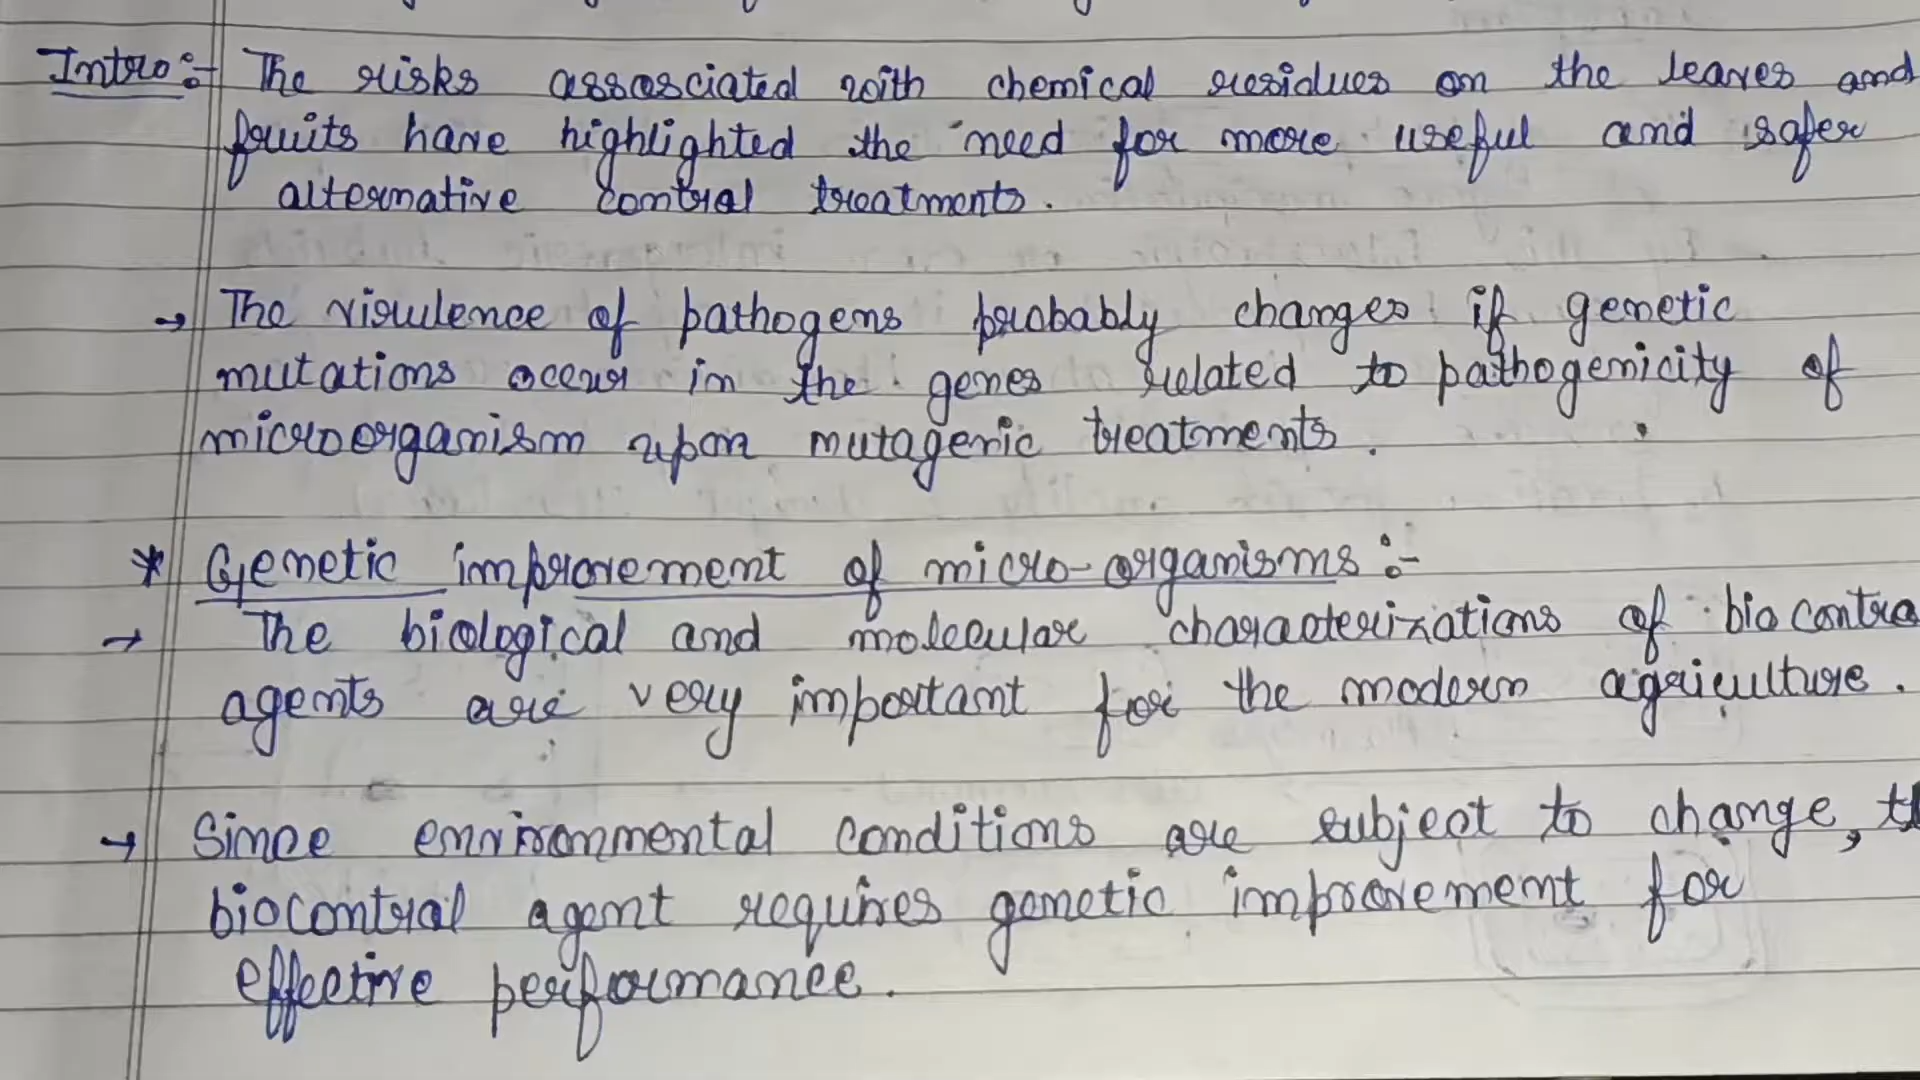 Intro :- The risks assosciated with chemical residues on the leaves and
fruits have highlighted the need for more useful and safer
alternative control treatments.
→ The virulence of pathogens probably changes if genetic
mutations occur in the genes related to pathogenicity of
microorganism upon mutagenic treatments.
* Genetic improvement of micro-organisms :-
→ The biological and molecular characterizations of bio contro
agents are very important for the modern agriculture.
→ Since environmental conditions are subject to change,
biocontrol agent requires genetic improvement for
effective performance.